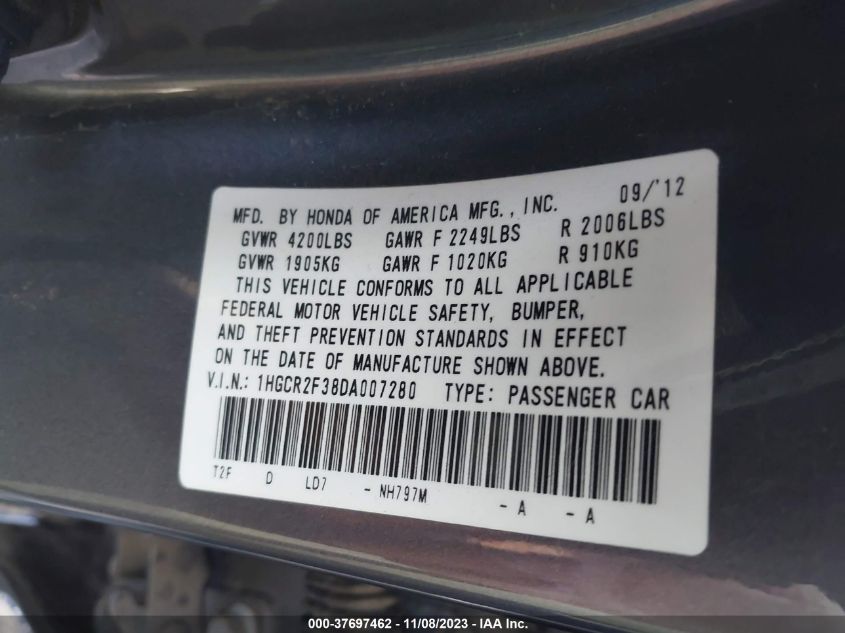 MFD. BY HONDA OF AMERICA MFG., INC. 09/'12
GVWR 4200LBS GAWR F 2249LBS R 2006LBS
GVWR 1905KG GAWR F 1020KG R 910KG
THIS VEHICLE CONFORMS TO ALL APPLICABLE
FEDERAL MOTOR VEHICLE SAFETY, BUMPER,
AND THEFT PREVENTION STANDARDS IN EFFECT
ON THE DATE OF MANUFACTURE SHOWN ABOVE.
V.I.N.: 1HGCR2F38DA007280 TYPE: PASSENGER CAR
T2F D LD7 - NH797M - A - A
000-37697462 - 11/08/2023 - IAA Inc.